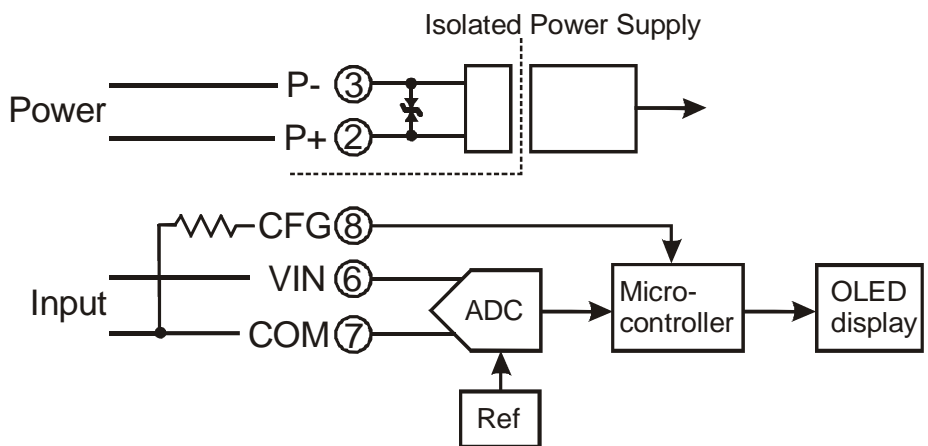 Isolated Power Supply
Power
P- 3
P+ 2
CFG 8
VIN 6
Input
COM 7
ADC
Micro-
controller
OLED
display
Ref